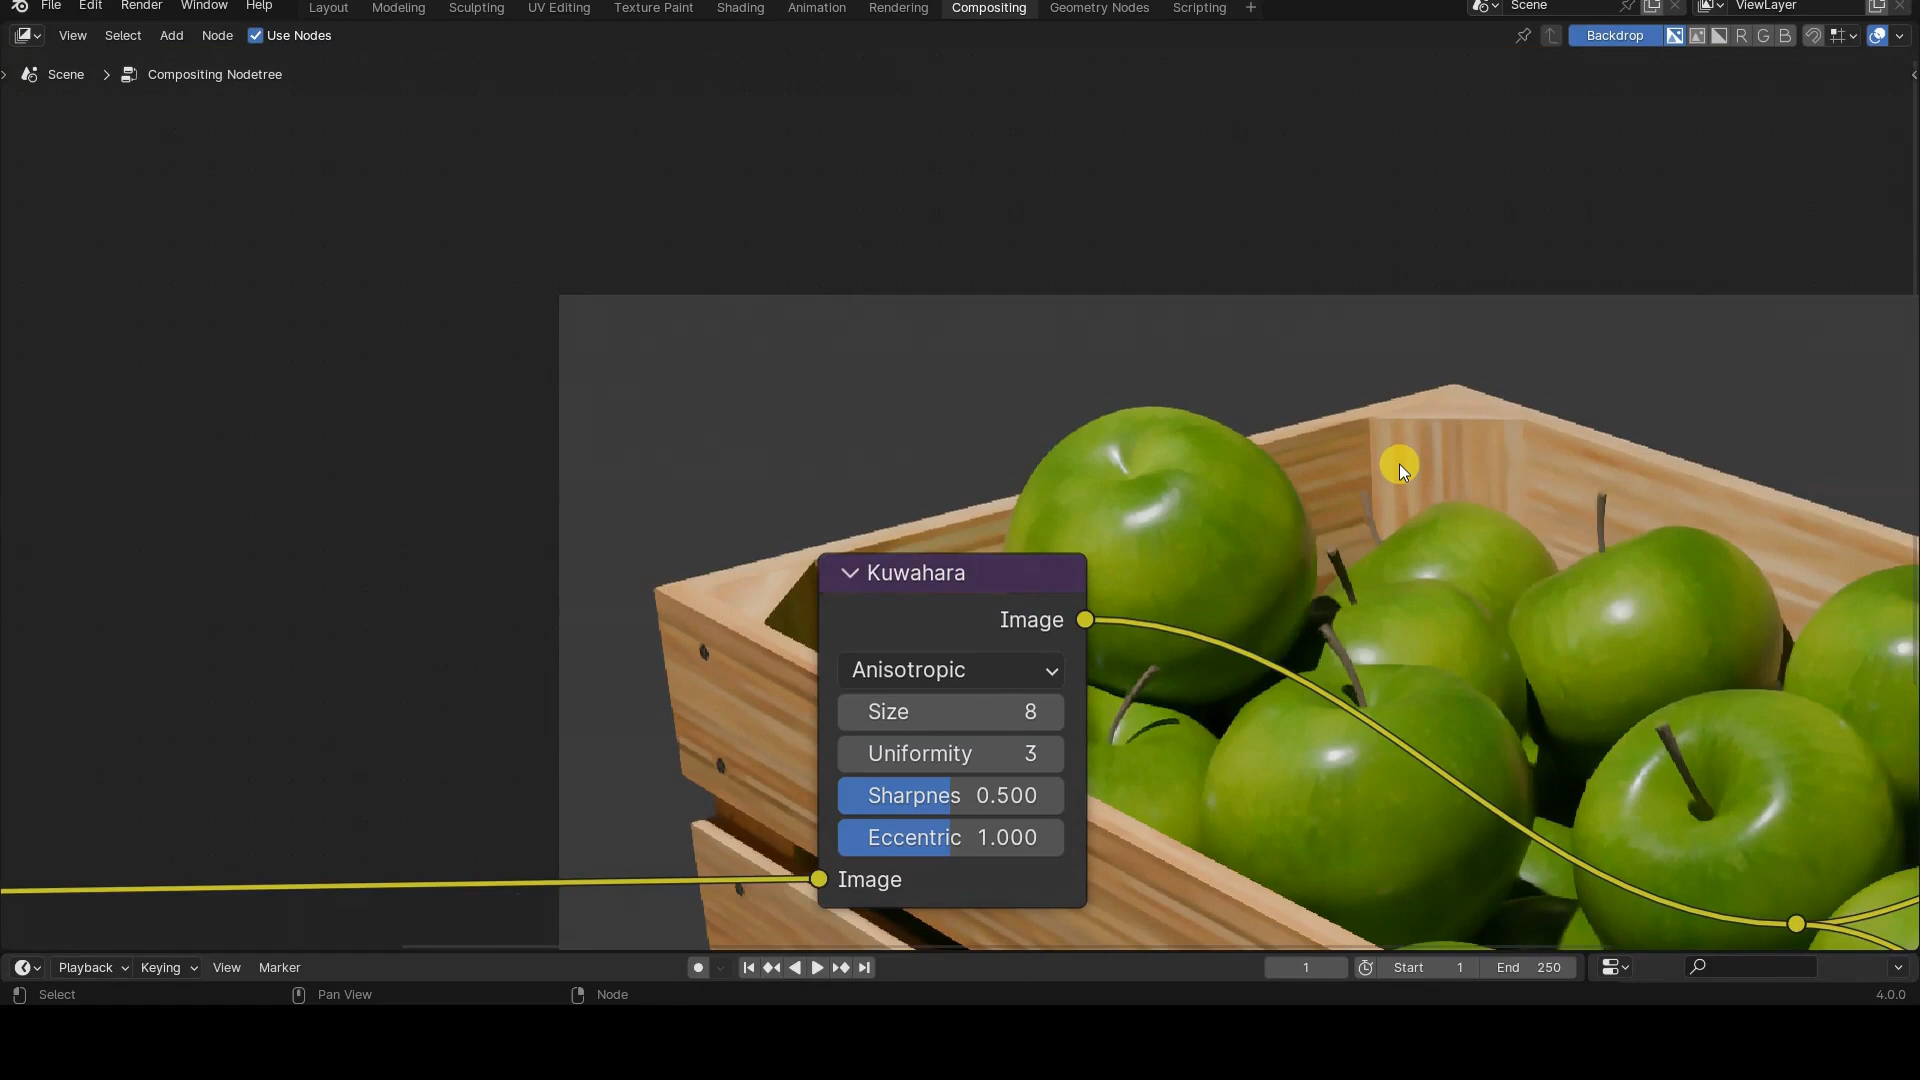 File Edit Render Window Help Layout Modeling Sculpting UV Editing Texture Paint Shading Animation Rendering Compositing Geometry Nodes Scripting + Scene ViewLayer
View Select Add Node Use Nodes Backdrop R G B
Scene Compositing Nodetree
Kuwahara
Image
Anisotropic
Size 8
Uniformity 3
Sharpnes 0.500
Eccentric 1.000
Image
Playback Keying View Marker 1 Start 1 End 250
Select Pan View Node 4.0.0